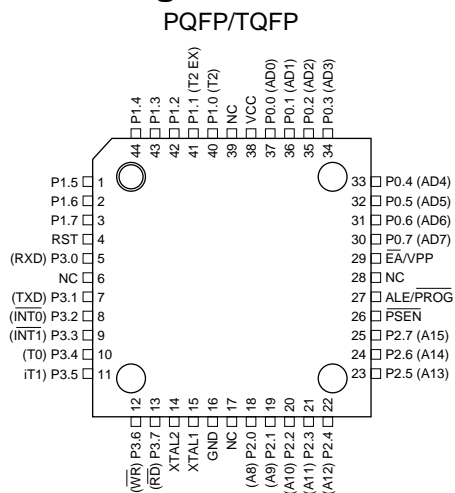 PQFP/TQFP
P1.4
P1.3
P1.2
P1.1 (T2 EX)
P1.0 (T2)
NC
VCC
P0.0 (AD0)
P0.1 (AD1)
P0.2 (AD2)
P0.3 (AD3)
44 43 42 41 40 39 38 37 36 35 34
P1.5 1
P1.6 2
P1.7 3
RST 4
(RXD) P3.0 5
NC 6
(TXD) P3.1 7
(INT0) P3.2 8
(INT1) P3.3 9
(T0) P3.4 10
iT1) P3.5 11
33 P0.4 (AD4)
32 P0.5 (AD5)
31 P0.6 (AD6)
30 P0.7 (AD7)
29 EA/VPP
28 NC
27 ALE/PROG
26 PSEN
25 P2.7 (A15)
24 P2.6 (A14)
23 P2.5 (A13)
12 13 14 15 16 17 18 19 20 21 22
(WR) P3.6
(RD) P3.7
XTAL2
XTAL1
GND
NC
(A8) P2.0
(A9) P2.1
(A10) P2.2
(A11) P2.3
(A12) P2.4